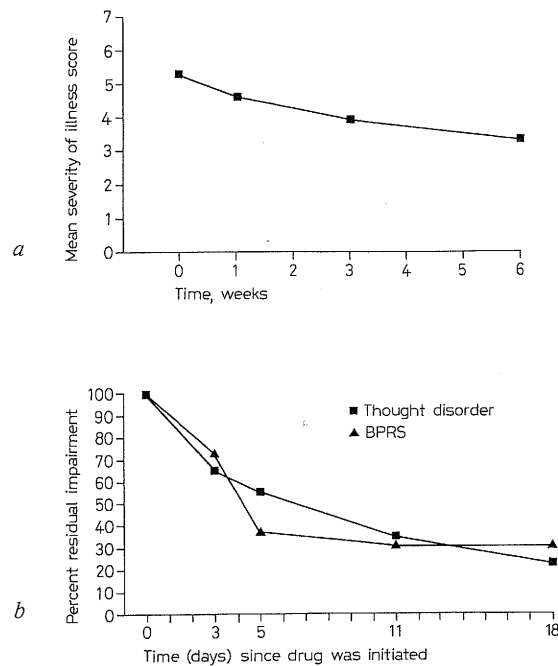 a
Mean severity of illness score
7
6
5
4
3
2
1
0
0 1 2 3 4 5 6
Time, weeks
b
Percent residual impairment
100
90
80
70
60
50
40
30
20
10
0
Thought disorder
BPRS
0 3 5 11 18
Time (days) since drug was initiated